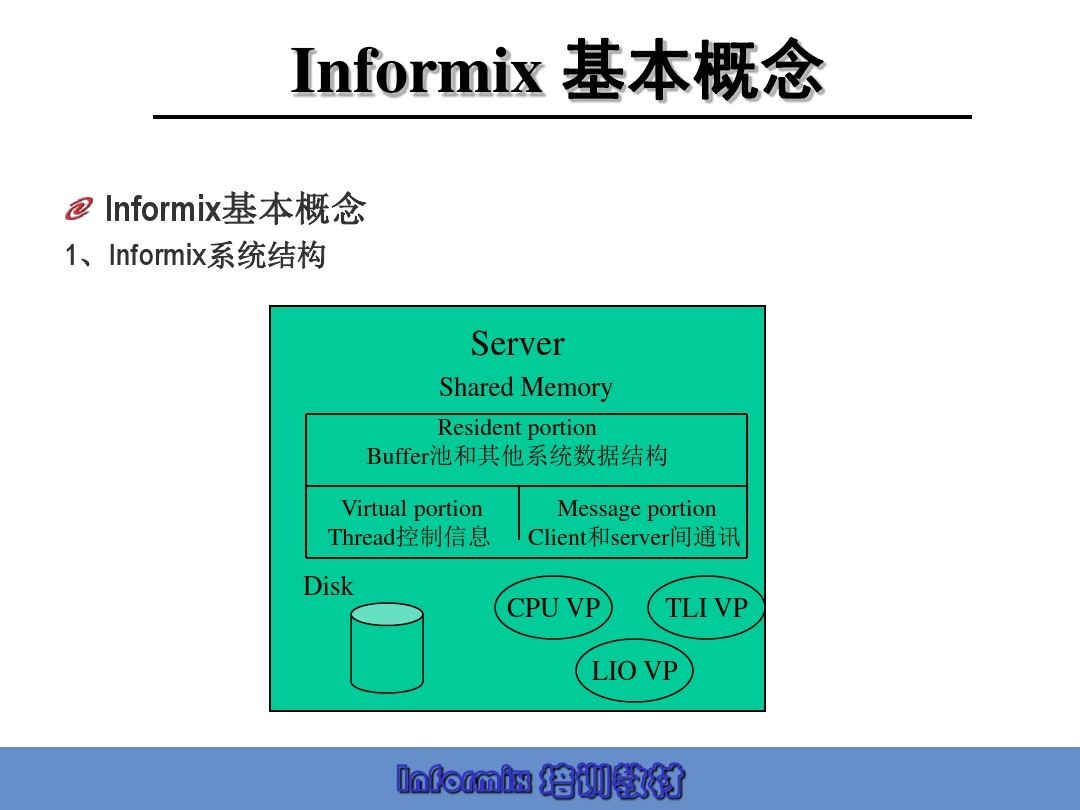 Informix 基本概念
Informix基本概念
1、Informix系统结构
Server
Shared Memory
Resident portion
Buffer池和其他系统数据结构
Virtual portion
Thread控制信息
Message portion
Client和server间通讯
Disk
CPU VP
TLI VP
LIO VP
Informix 培训教材